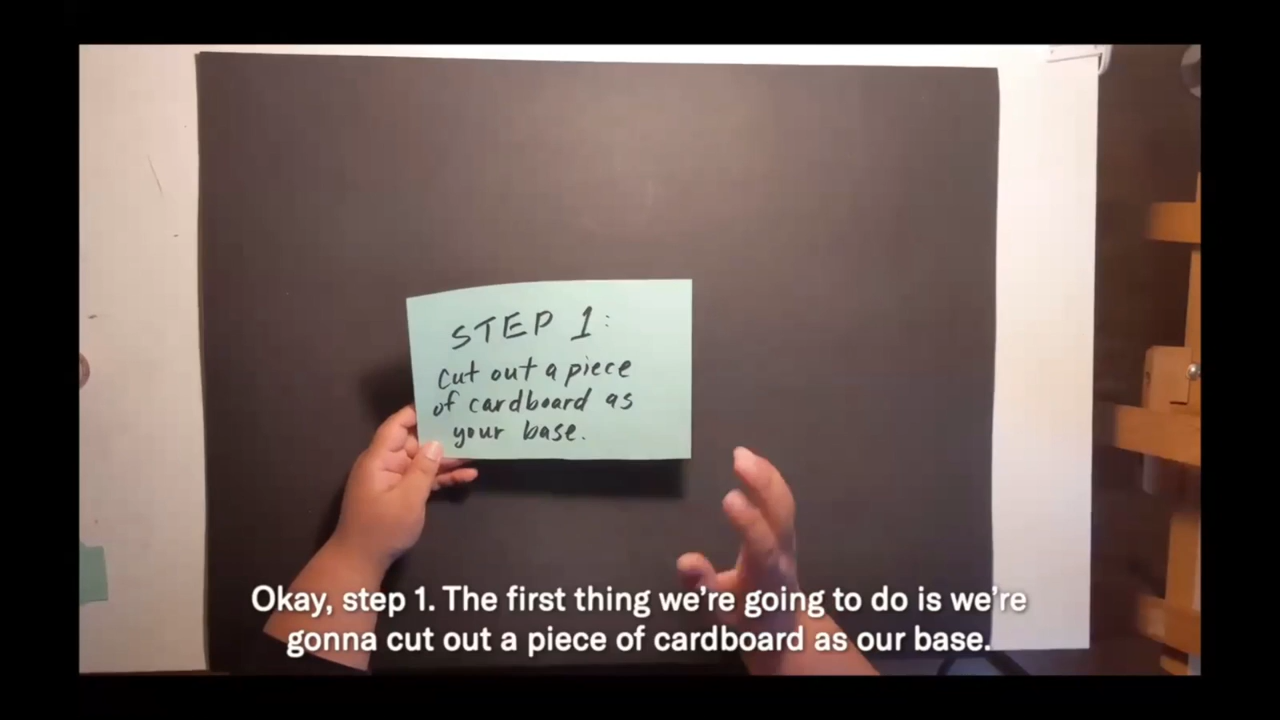 STEP 1:
Cut out a piece
of cardboard as
your base.
Okay, step 1. The first thing we're going to do is we're
gonna cut out a piece of cardboard as our base.